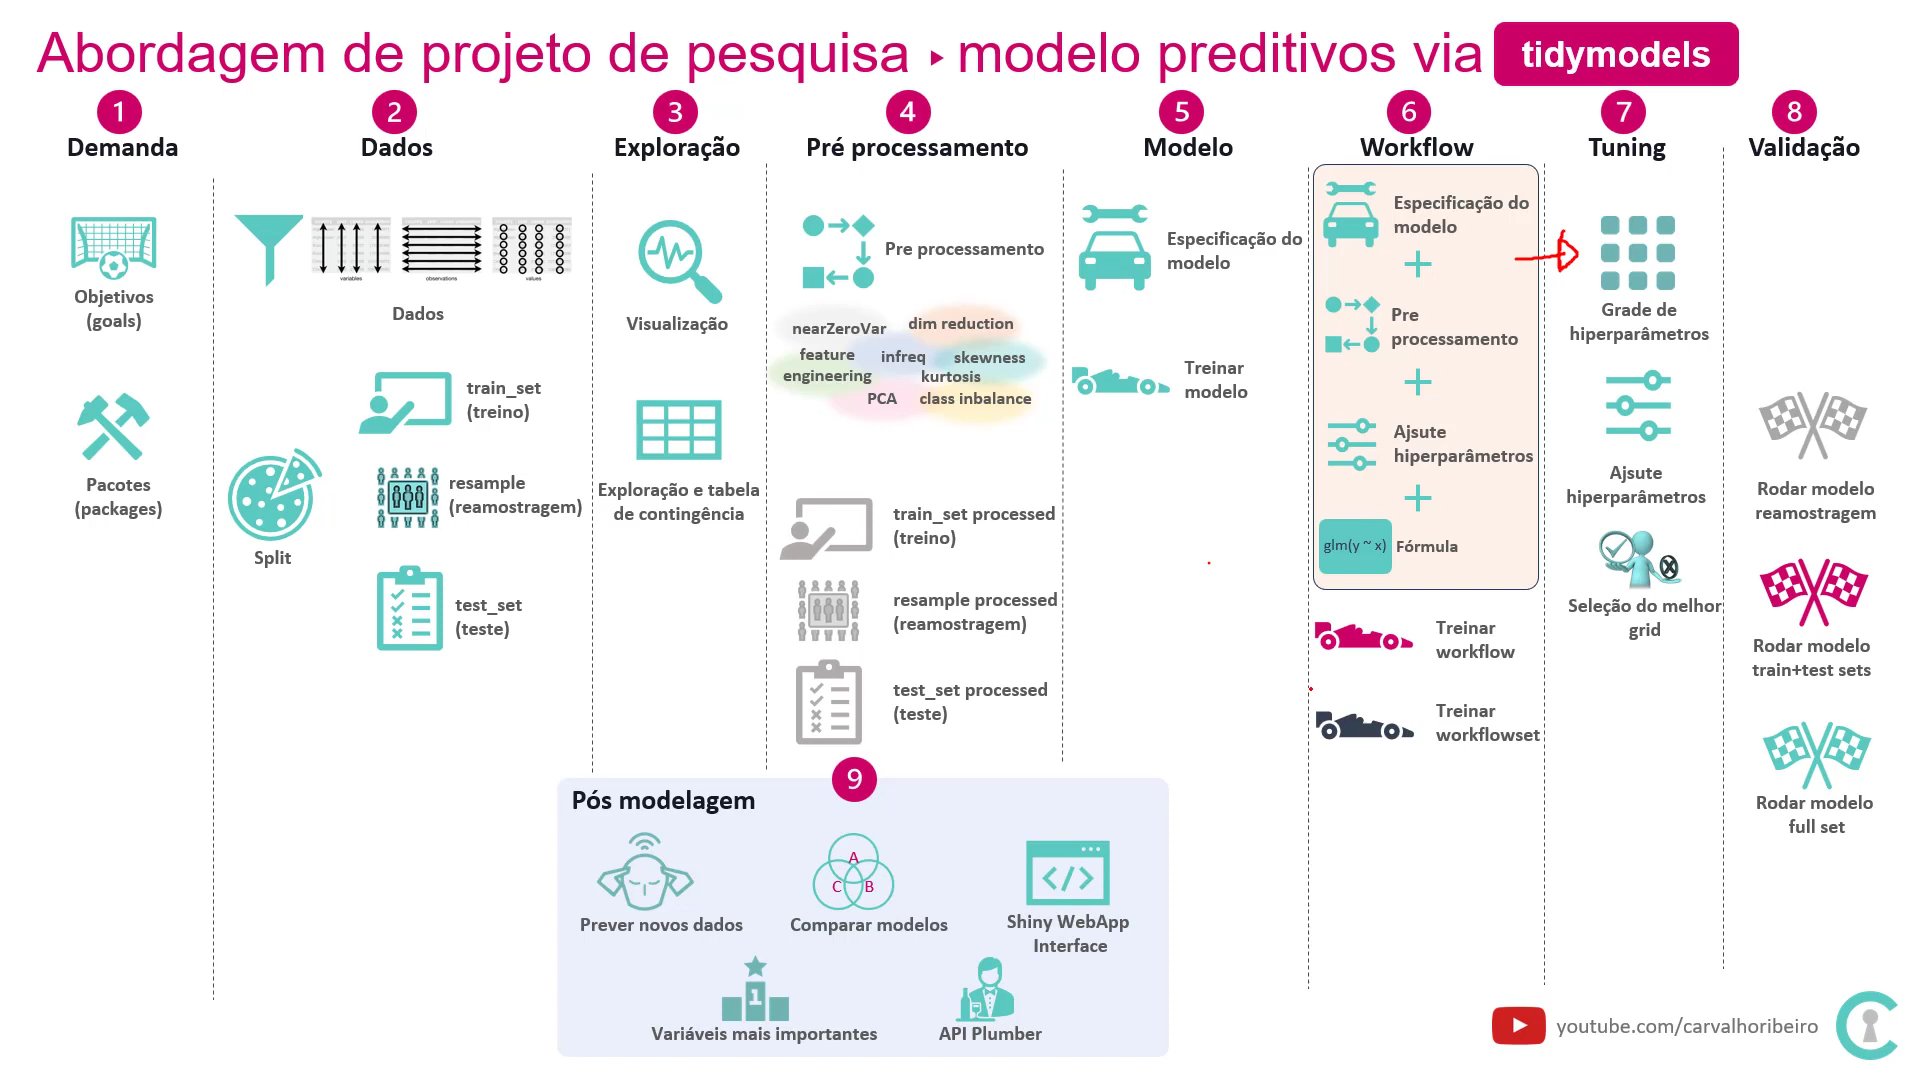 Abordagem de projeto de pesquisa ▸ modelo preditivos via tidymodels
1
Demanda
Objetivos
(goals)
Pacotes
(packages)
2
Dados
variables
observations
values
Dados
train_set
(treino)
resample
(reamostragem)
Split
test_set
(teste)
3
Exploração
Visualização
Exploração e tabela
de contingência
4
Pré processamento
Pre processamento
nearZeroVar
dim reduction
feature
engineering
infreq
skewness
kurtosis
PCA
class inbalance
train_set processed
(treino)
resample processed
(reamostragem)
test_set processed
(teste)
5
Modelo
Especificação do
modelo
Treinar
modelo
6
Workflow
Especificação do
modelo
+
Pre
processamento
+
Ajsute
hiperparâmetros
+
glm(y ~ x)
Fórmula
Treinar
workflow
Treinar
workflowset
7
Tuning
Grade de
hiperparâmetros
Ajsute
hiperparâmetros
Seleção do melhor
grid
8
Validação
Rodar modelo
reamostragem
Rodar modelo
train+test sets
Rodar modelo
full set
9
Pós modelagem
Prever novos dados
A
C
B
Comparar modelos
</>
Shiny WebApp
Interface
1
Variáveis mais importantes
API Plumber
youtube.com/carvalhoribeiro